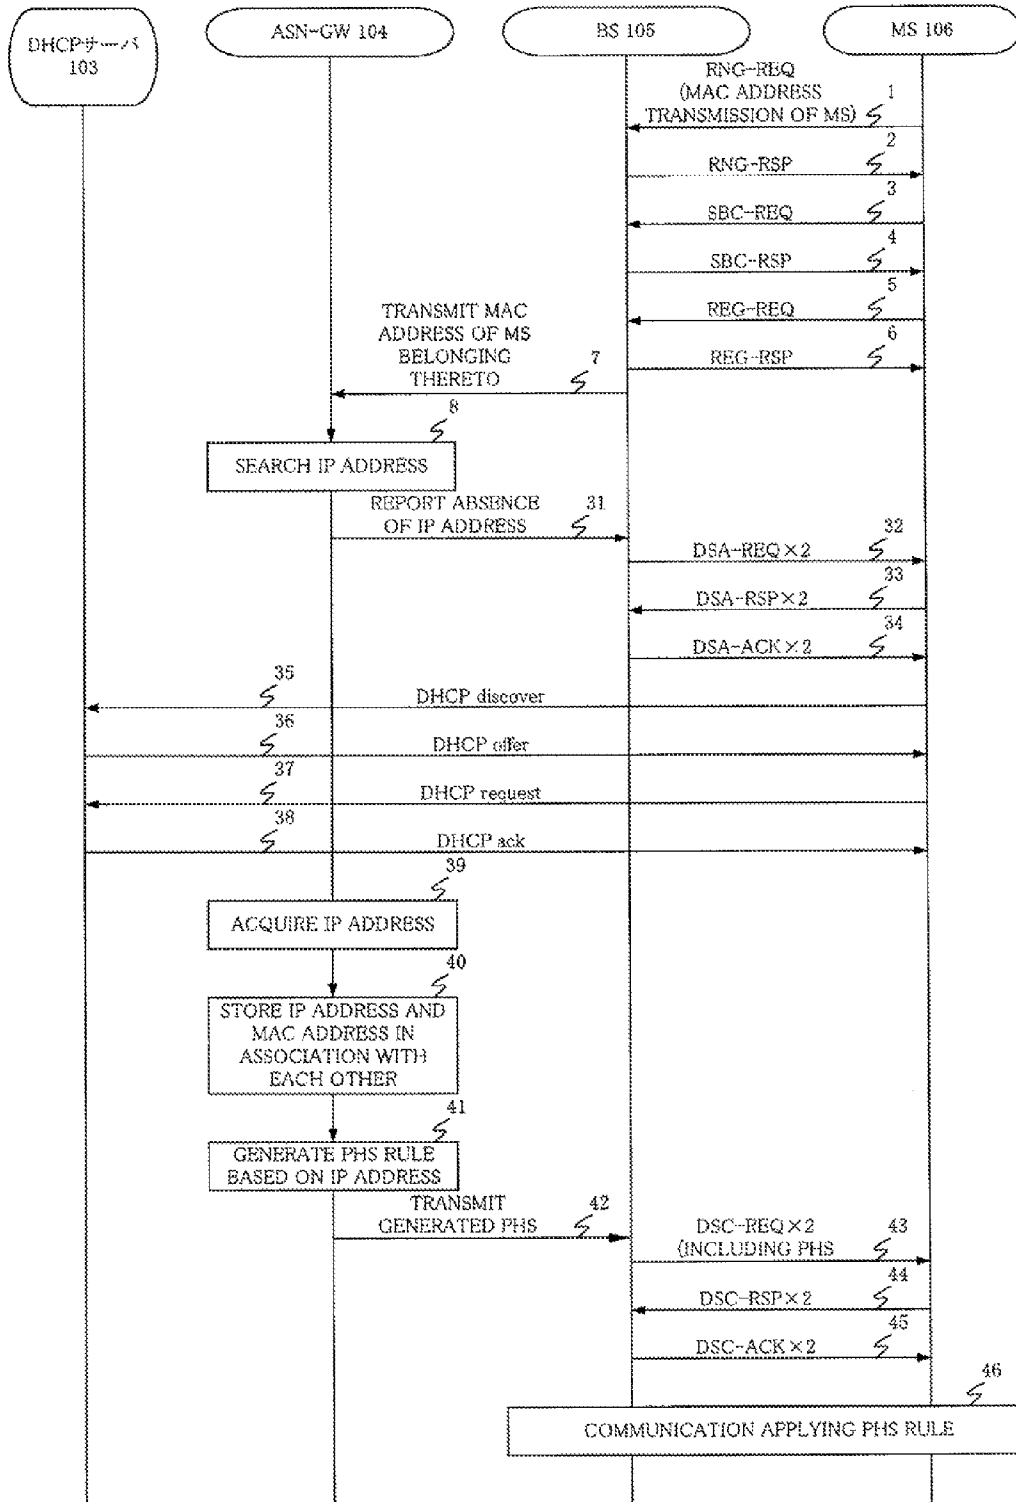 DHCPサーバ
103
ASN-GW 104
BS 105
MS 106
RNG-REQ
(MAC ADDRESS
TRANSMISSION OF MS)
1
RNG-RSP
2
SBC-REQ
3
SBC-RSP
4
REG-REQ
5
REG-RSP
6
TRANSMIT MAC
ADDRESS OF MS
BELONGING
THERETO
7
8
SEARCH IP ADDRESS
REPORT ABSENCE
OF IP ADDRESS
31
DSA-REQ×2
32
DSA-RSP×2
33
DSA-ACK×2
34
35
DHCP discover
36
DHCP offer
37
DHCP request
38
DHCP ack
39
ACQUIRE IP ADDRESS
40
STORE IP ADDRESS AND
MAC ADDRESS IN
ASSOCIATION WITH
EACH OTHER
41
GENERATE PHS RULE
BASED ON IP ADDRESS
TRANSMIT
GENERATED PHS
42
DSC-REQ×2
(INCLUDING PHS
43
DSC-RSP×2
44
DSC-ACK×2
45
46
COMMUNICATION APPLYING PHS RULE